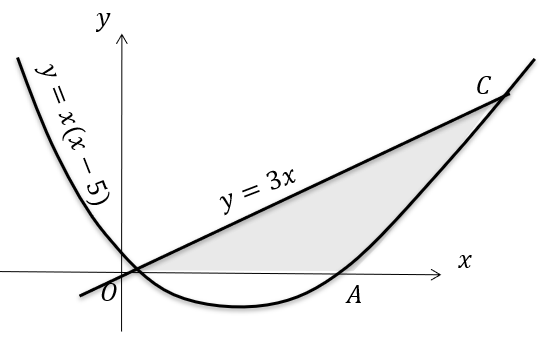 y
y = x(x − 5)
C
y = 3x
x
O
A